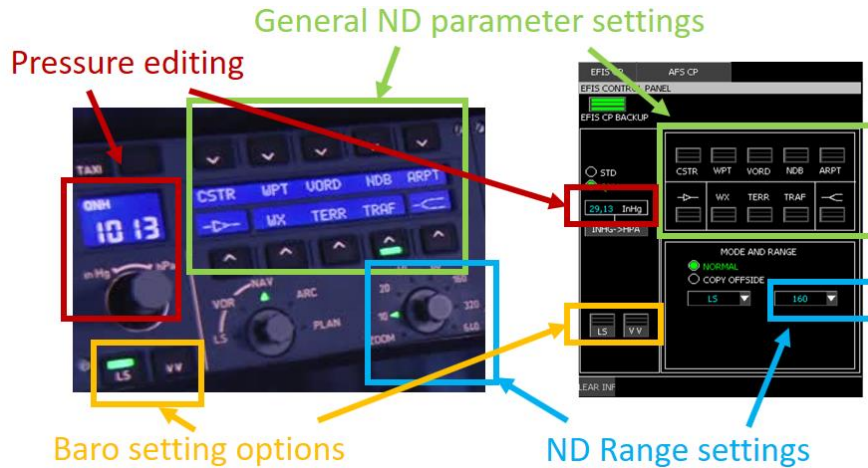 General ND parameter settings
Pressure editing
TAXI
QNH
1013
in Hg hPa
CSTR WPT VORD NDB ARPT
WX TERR TRAF
NAV
VOR ARC
LS PLAN
20 160
10 320
ZOOM 640
LS VV
EFIS CP AFS CP
EFIS CONTROL PANEL
EFIS CP BACKUP
STD
29,13 InHg
INHG->HPA
CSTR WPT VORD NDB ARPT
WX TERR TRAF
MODE AND RANGE
NORMAL
COPY OFFSIDE
LS 160
LS VV
LEAR INF
Baro setting options
ND Range settings